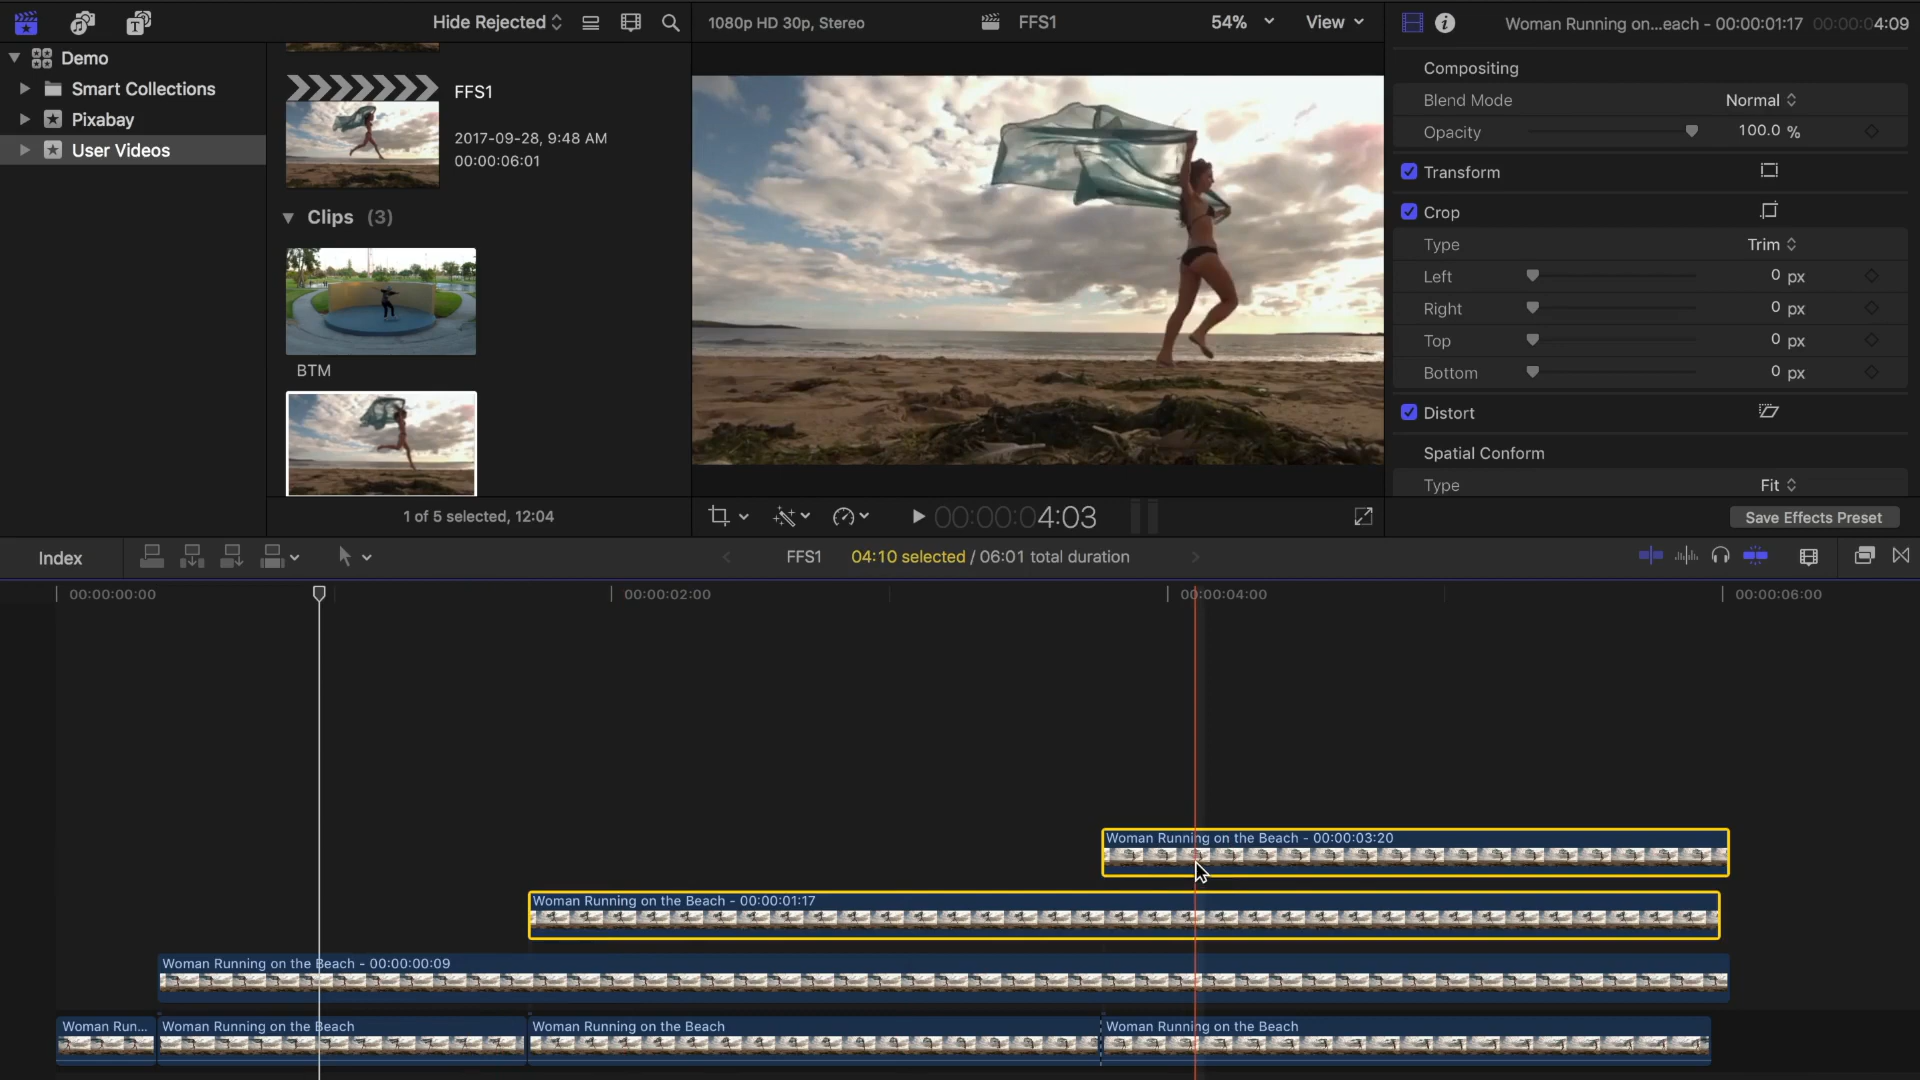 Hide Rejected
1080p HD 30p, Stereo
FFS1
54%
View
Woman Running on...each - 00:00:01:17
00:00:04:09
Demo
Smart Collections
Pixabay
User Videos
FFS1
2017-09-28, 9:48 AM
00:00:06:01
Clips (3)
BTM
1 of 5 selected, 12:04
00:00:04:03
Compositing
Blend Mode Normal
Opacity 100.0 %
Transform
Crop
Type Trim
Left 0 px
Right 0 px
Top 0 px
Bottom 0 px
Distort
Spatial Conform
Type Fit
Save Effects Preset
Index
FFS1
04:10 selected / 06:01 total duration
00:00:00:00
00:00:02:00
00:00:04:00
00:00:06:00
Woman Running on the Beach - 00:00:03:20
Woman Running on the Beach - 00:00:01:17
Woman Running on the Beach - 00:00:00:09
Woman Run...
Woman Running on the Beach
Woman Running on the Beach
Woman Running on the Beach